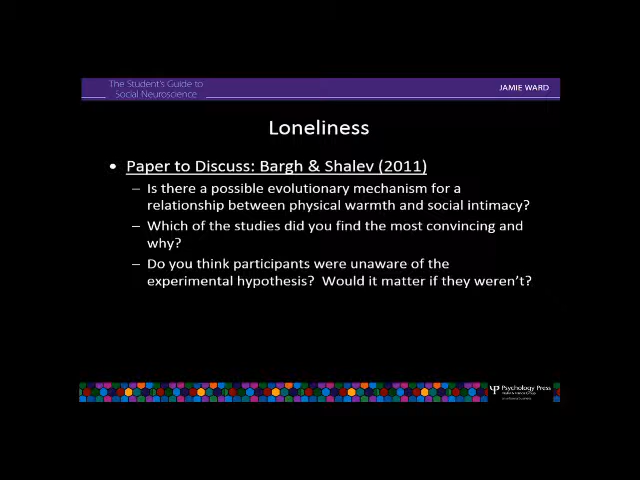 The Student's Guide to
Social Neuroscience
JAMIE WARD
Loneliness
• Paper to Discuss: Bargh & Shalev (2011)
– Is there a possible evolutionary mechanism for a
relationship between physical warmth and social intimacy?
– Which of the studies did you find the most convincing and
why?
– Do you think participants were unaware of the
experimental hypothesis? Would it matter if they weren't?
Psychology Press